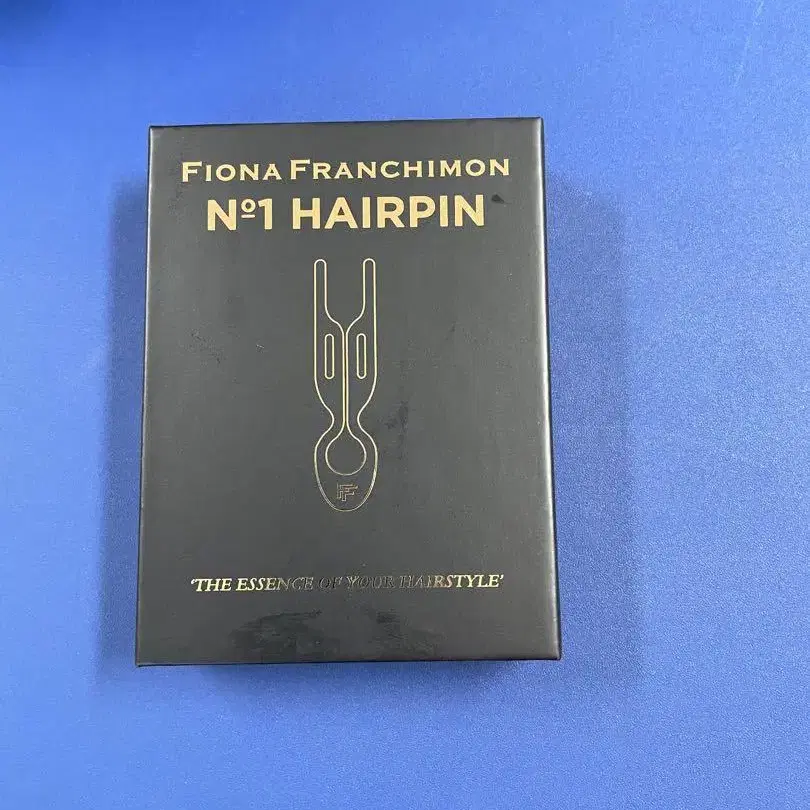 FIONA FRANCHIMON
Nº1 HAIRPIN
FF
'THE ESSENCE OF YOUR HAIRSTYLE'